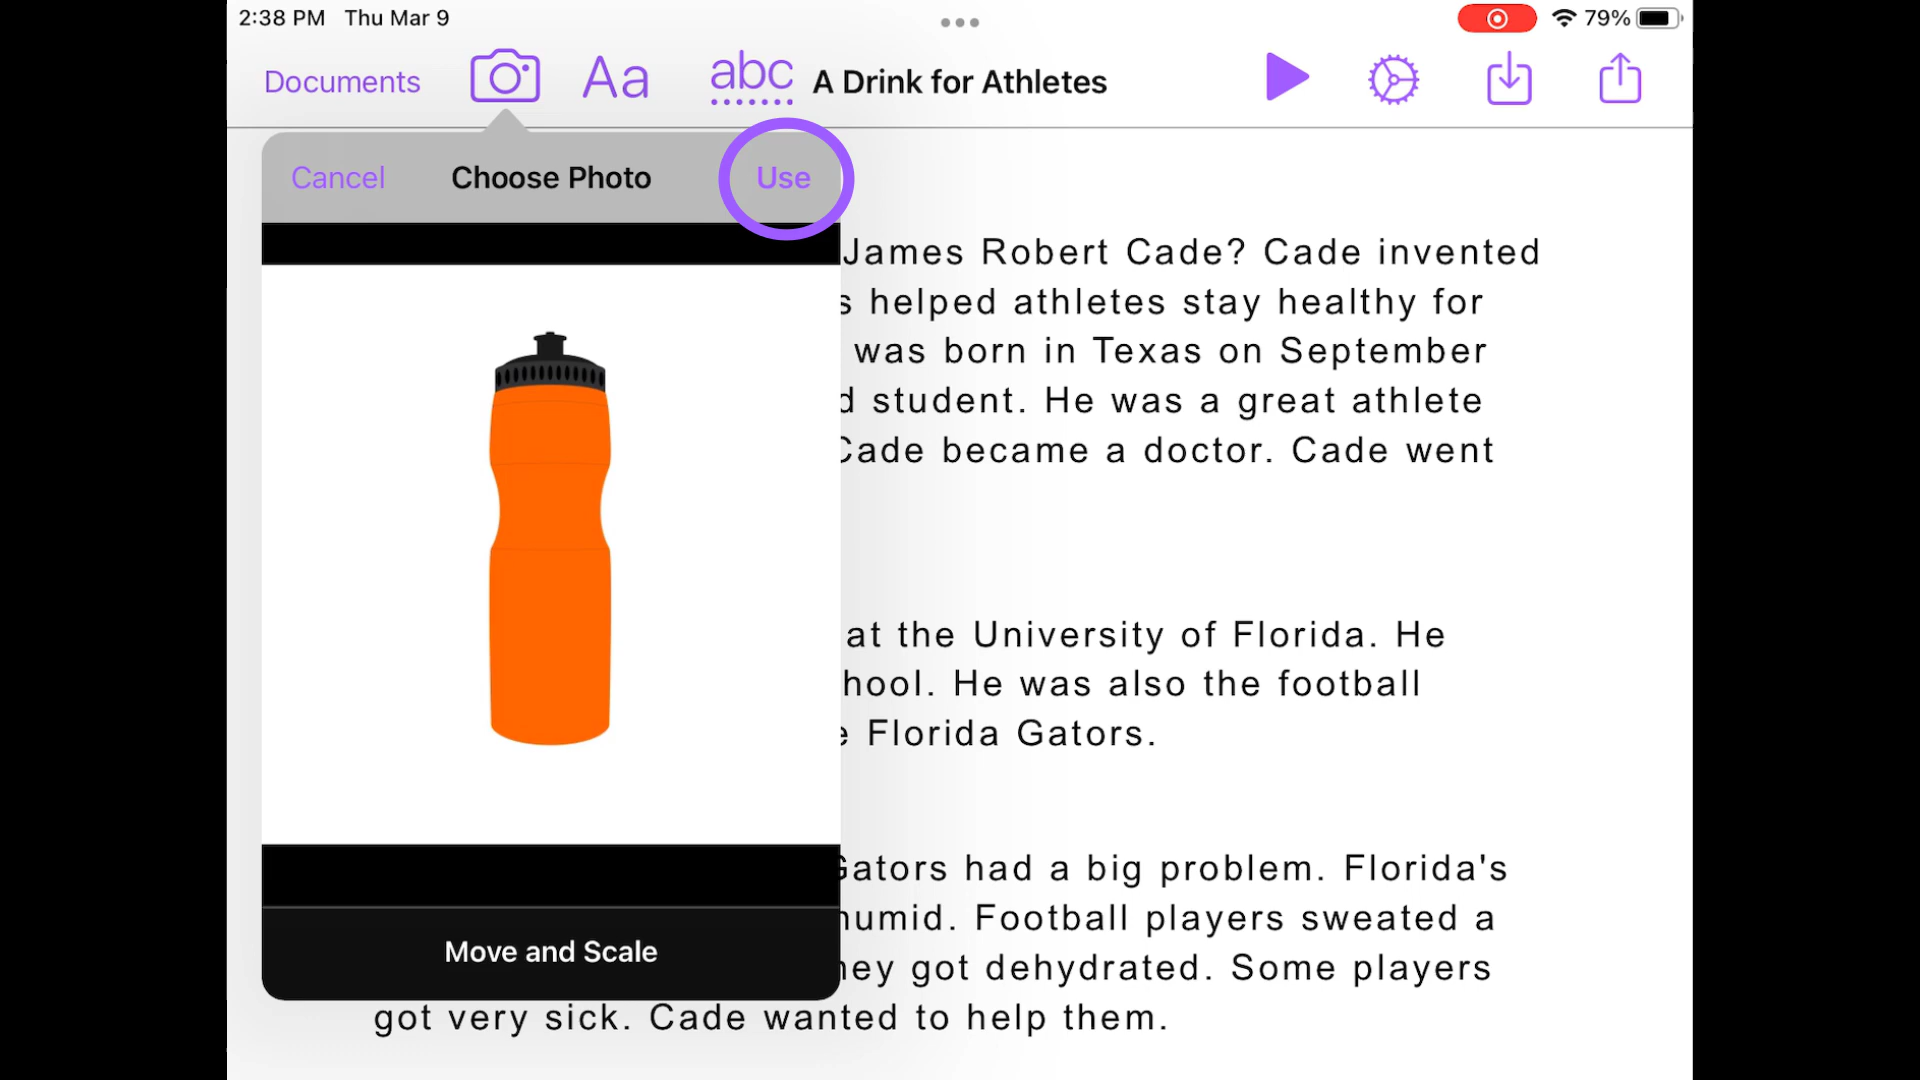 2:38 PM Thu Mar 9
79%
Documents
Aa
abc
A Drink for Athletes
Cancel
Choose Photo
Use
James Robert Cade? Cade invented
helped athletes stay healthy for
was born in Texas on September
student. He was a great athlete
Cade became a doctor. Cade went
at the University of Florida. He
hool. He was also the football
Florida Gators.
Gators had a big problem. Florida's
humid. Football players sweated a
hey got dehydrated. Some players
got very sick. Cade wanted to help them.
Move and Scale